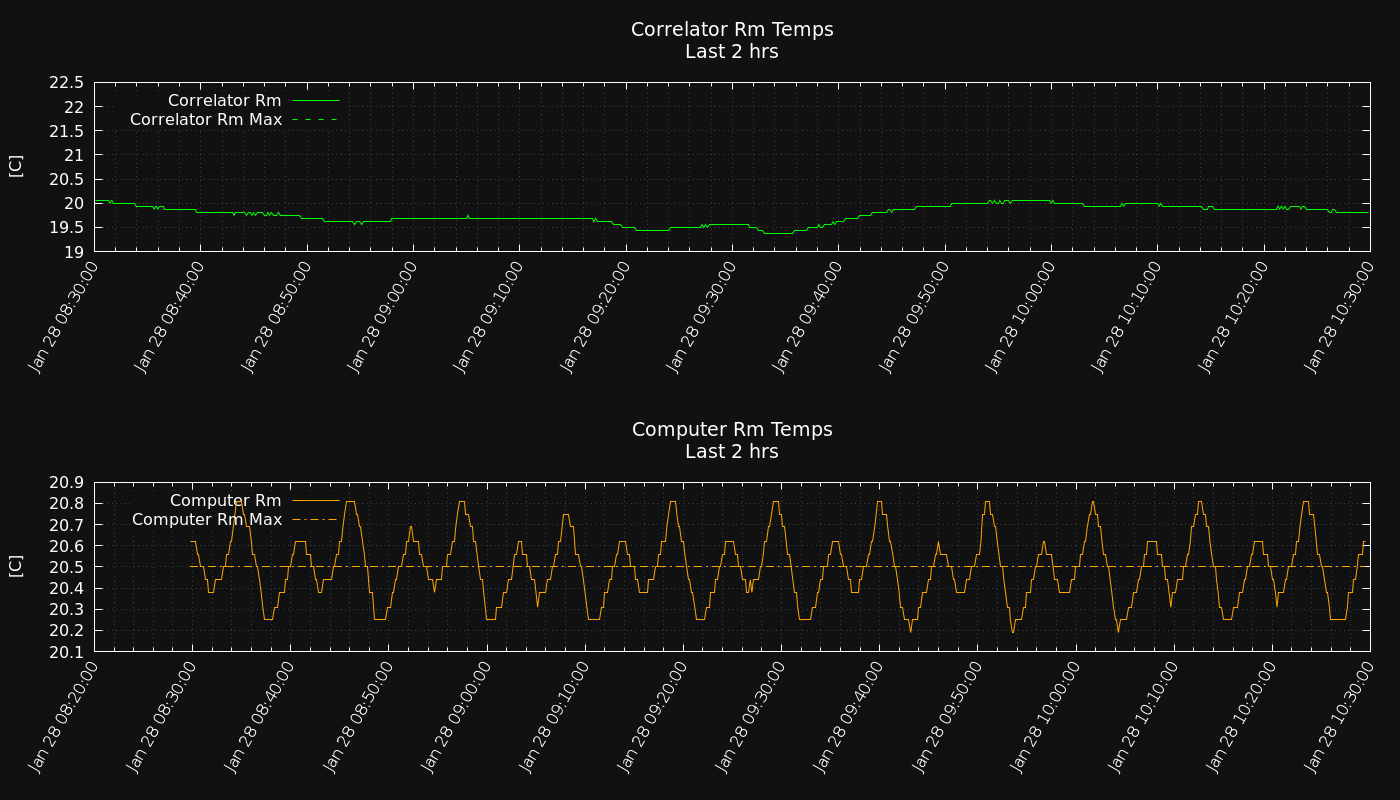 Correlator Rm Temps
Last 2 hrs
22.5
22
21.5
21
20.5
20
19.5
19
[C]
Correlator Rm
Correlator Rm Max
Jan 28 08:30:00
Jan 28 08:40:00
Jan 28 08:50:00
Jan 28 09:00:00
Jan 28 09:10:00
Jan 28 09:20:00
Jan 28 09:30:00
Jan 28 09:40:00
Jan 28 09:50:00
Jan 28 10:00:00
Jan 28 10:10:00
Jan 28 10:20:00
Jan 28 10:30:00
Computer Rm Temps
Last 2 hrs
20.9
20.8
20.7
20.6
20.5
20.4
20.3
20.2
20.1
[C]
Computer Rm
Computer Rm Max
Jan 28 08:20:00
Jan 28 08:30:00
Jan 28 08:40:00
Jan 28 08:50:00
Jan 28 09:00:00
Jan 28 09:10:00
Jan 28 09:20:00
Jan 28 09:30:00
Jan 28 09:40:00
Jan 28 09:50:00
Jan 28 10:00:00
Jan 28 10:10:00
Jan 28 10:20:00
Jan 28 10:30:00